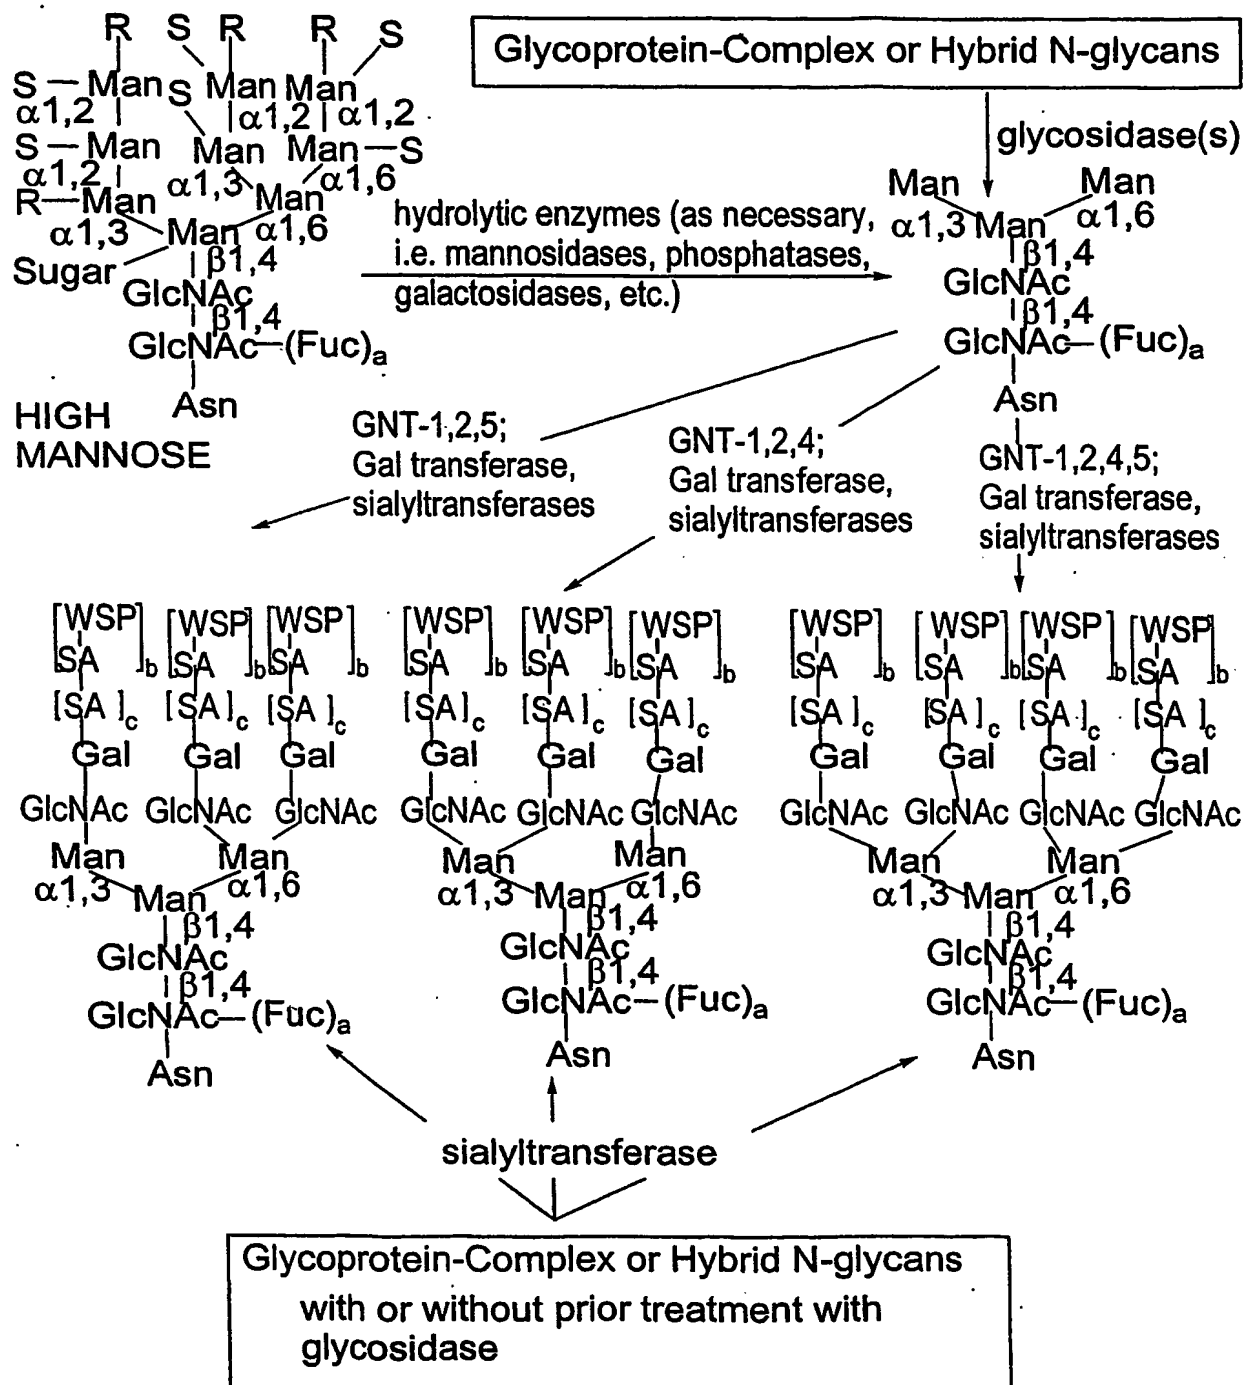 R S R R S
Glycoprotein-Complex or Hybrid N-glycans
S — Man S Man Man
α1,2 α1,2 α1,2
glycosidase(s)
S — Man Man Man — S
α1,2 α1,3 α1,6
Man Man
R — Man Man
hydrolytic enzymes (as necessary,
α1,3 Man α1,6
α1,3 Man α1,6
i.e. mannosidases, phosphatases,
Sugar β1,4
β1,4
GlcNAc
GlcNAc
galactosidases, etc.)
β1,4
β1,4
GlcNAc — (Fuc)a
GlcNAc — (Fuc)a
Asn
Asn
HIGH
MANNOSE
GNT-1,2,5;
Gal transferase,
sialyltransferases
GNT-1,2,4;
Gal transferase,
sialyltransferases
GNT-1,2,4,5;
Gal transferase,
sialyltransferases
[WSP [WSP] [WSP] [WSP] [WSP] [WSP] [WSP] [WSP] [WSP] [WSP]
SA ]b SA ]b SA ]b SA ]b SA ]b SA ]b SA ]b SA ]b SA ]b SA ]b
[SA ]c [SA ]c [SA ]c [SA ]c [SA ]c [SA ]c [SA ]c [SA ]c [SA ]c [SA ]c
Gal Gal Gal Gal Gal Gal Gal Gal Gal Gal
GlcNAc GlcNAc GlcNAc GlcNAc GlcNAc GlcNAc GlcNAc GlcNAc GlcNAc GlcNAc
Man Man Man Man Man Man
α1,3 Man α1,6 α1,3 Man α1,6 α1,3 Man α1,6
β1,4 β1,4 β1,4
GlcNAc GlcNAc GlcNAc
β1,4 β1,4 β1,4
GlcNAc — (Fuc)a GlcNAc — (Fuc)a GlcNAc — (Fuc)a
Asn Asn Asn
sialyltransferase
Glycoprotein-Complex or Hybrid N-glycans
with or without prior treatment with
glycosidase